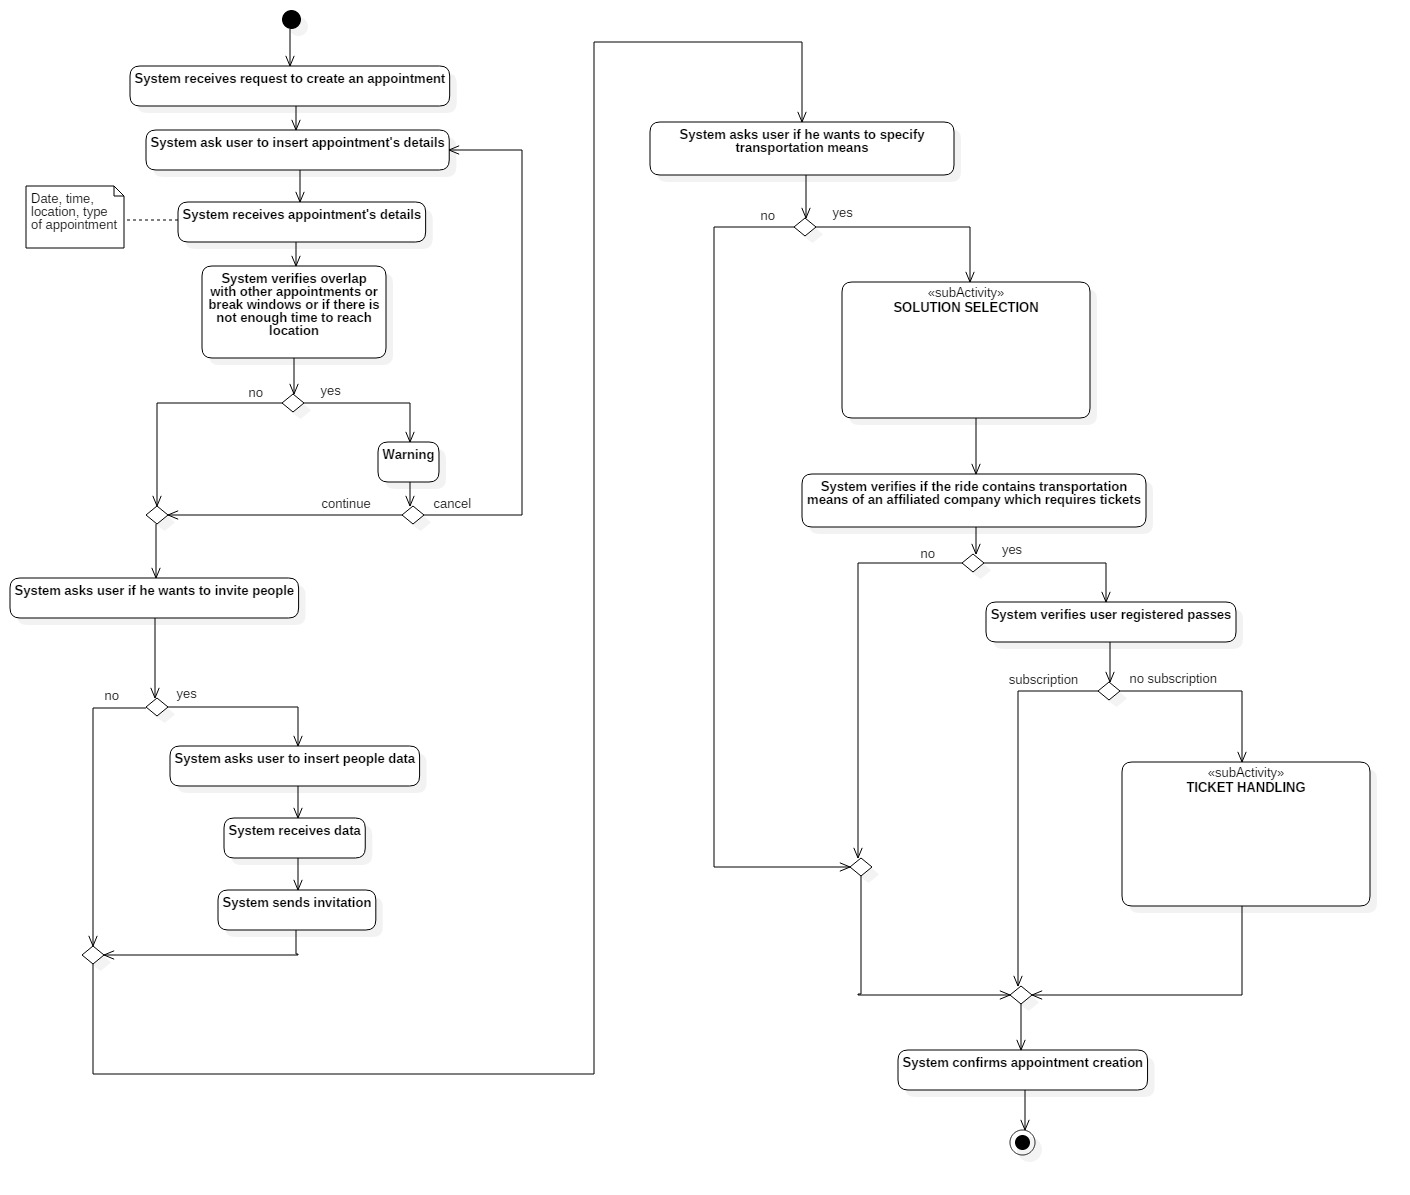 System receives request to create an appointment
System ask user to insert appointment's details
Date, time,
location, type
of appointment
System receives appointment's details
System verifies overlap
with other appointments or
break windows or if there is
not enough time to reach
location
no
yes
Warning
continue
cancel
System asks user if he wants to invite people
no
yes
System asks user to insert people data
System receives data
System sends invitation
System asks user if he wants to specify
transportation means
no
yes
«subActivity»
SOLUTION SELECTION
System verifies if the ride contains transportation
means of an affiliated company which requires tickets
no
yes
System verifies user registered passes
subscription
no subscription
«subActivity»
TICKET HANDLING
System confirms appointment creation